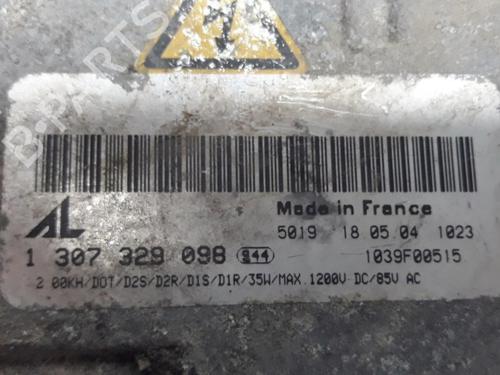 B-PARTS
AL
Made in France
5019 18 05 04 1023
1 307 329 098 S44 1039F00515
2 00KH/DOT/D2S/D2R/D1S/D1R/35W/MAX. 1200V DC/85V AC